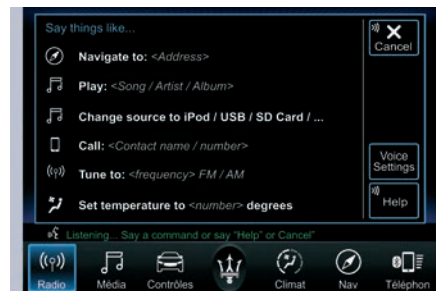 Say things like...
Cancel
Navigate to: <Address>
Play: <Song / Artist / Album>
Change source to iPod / USB / SD Card / ...
Call: <Contact name / number>
Voice
Settings
Tune to: <frequency> FM / AM
Help
Set temperature to <number> degrees
Listening... Say a command or say "Help" or Cancel"
Radio Média Contrôles Climat Nav Téléphon